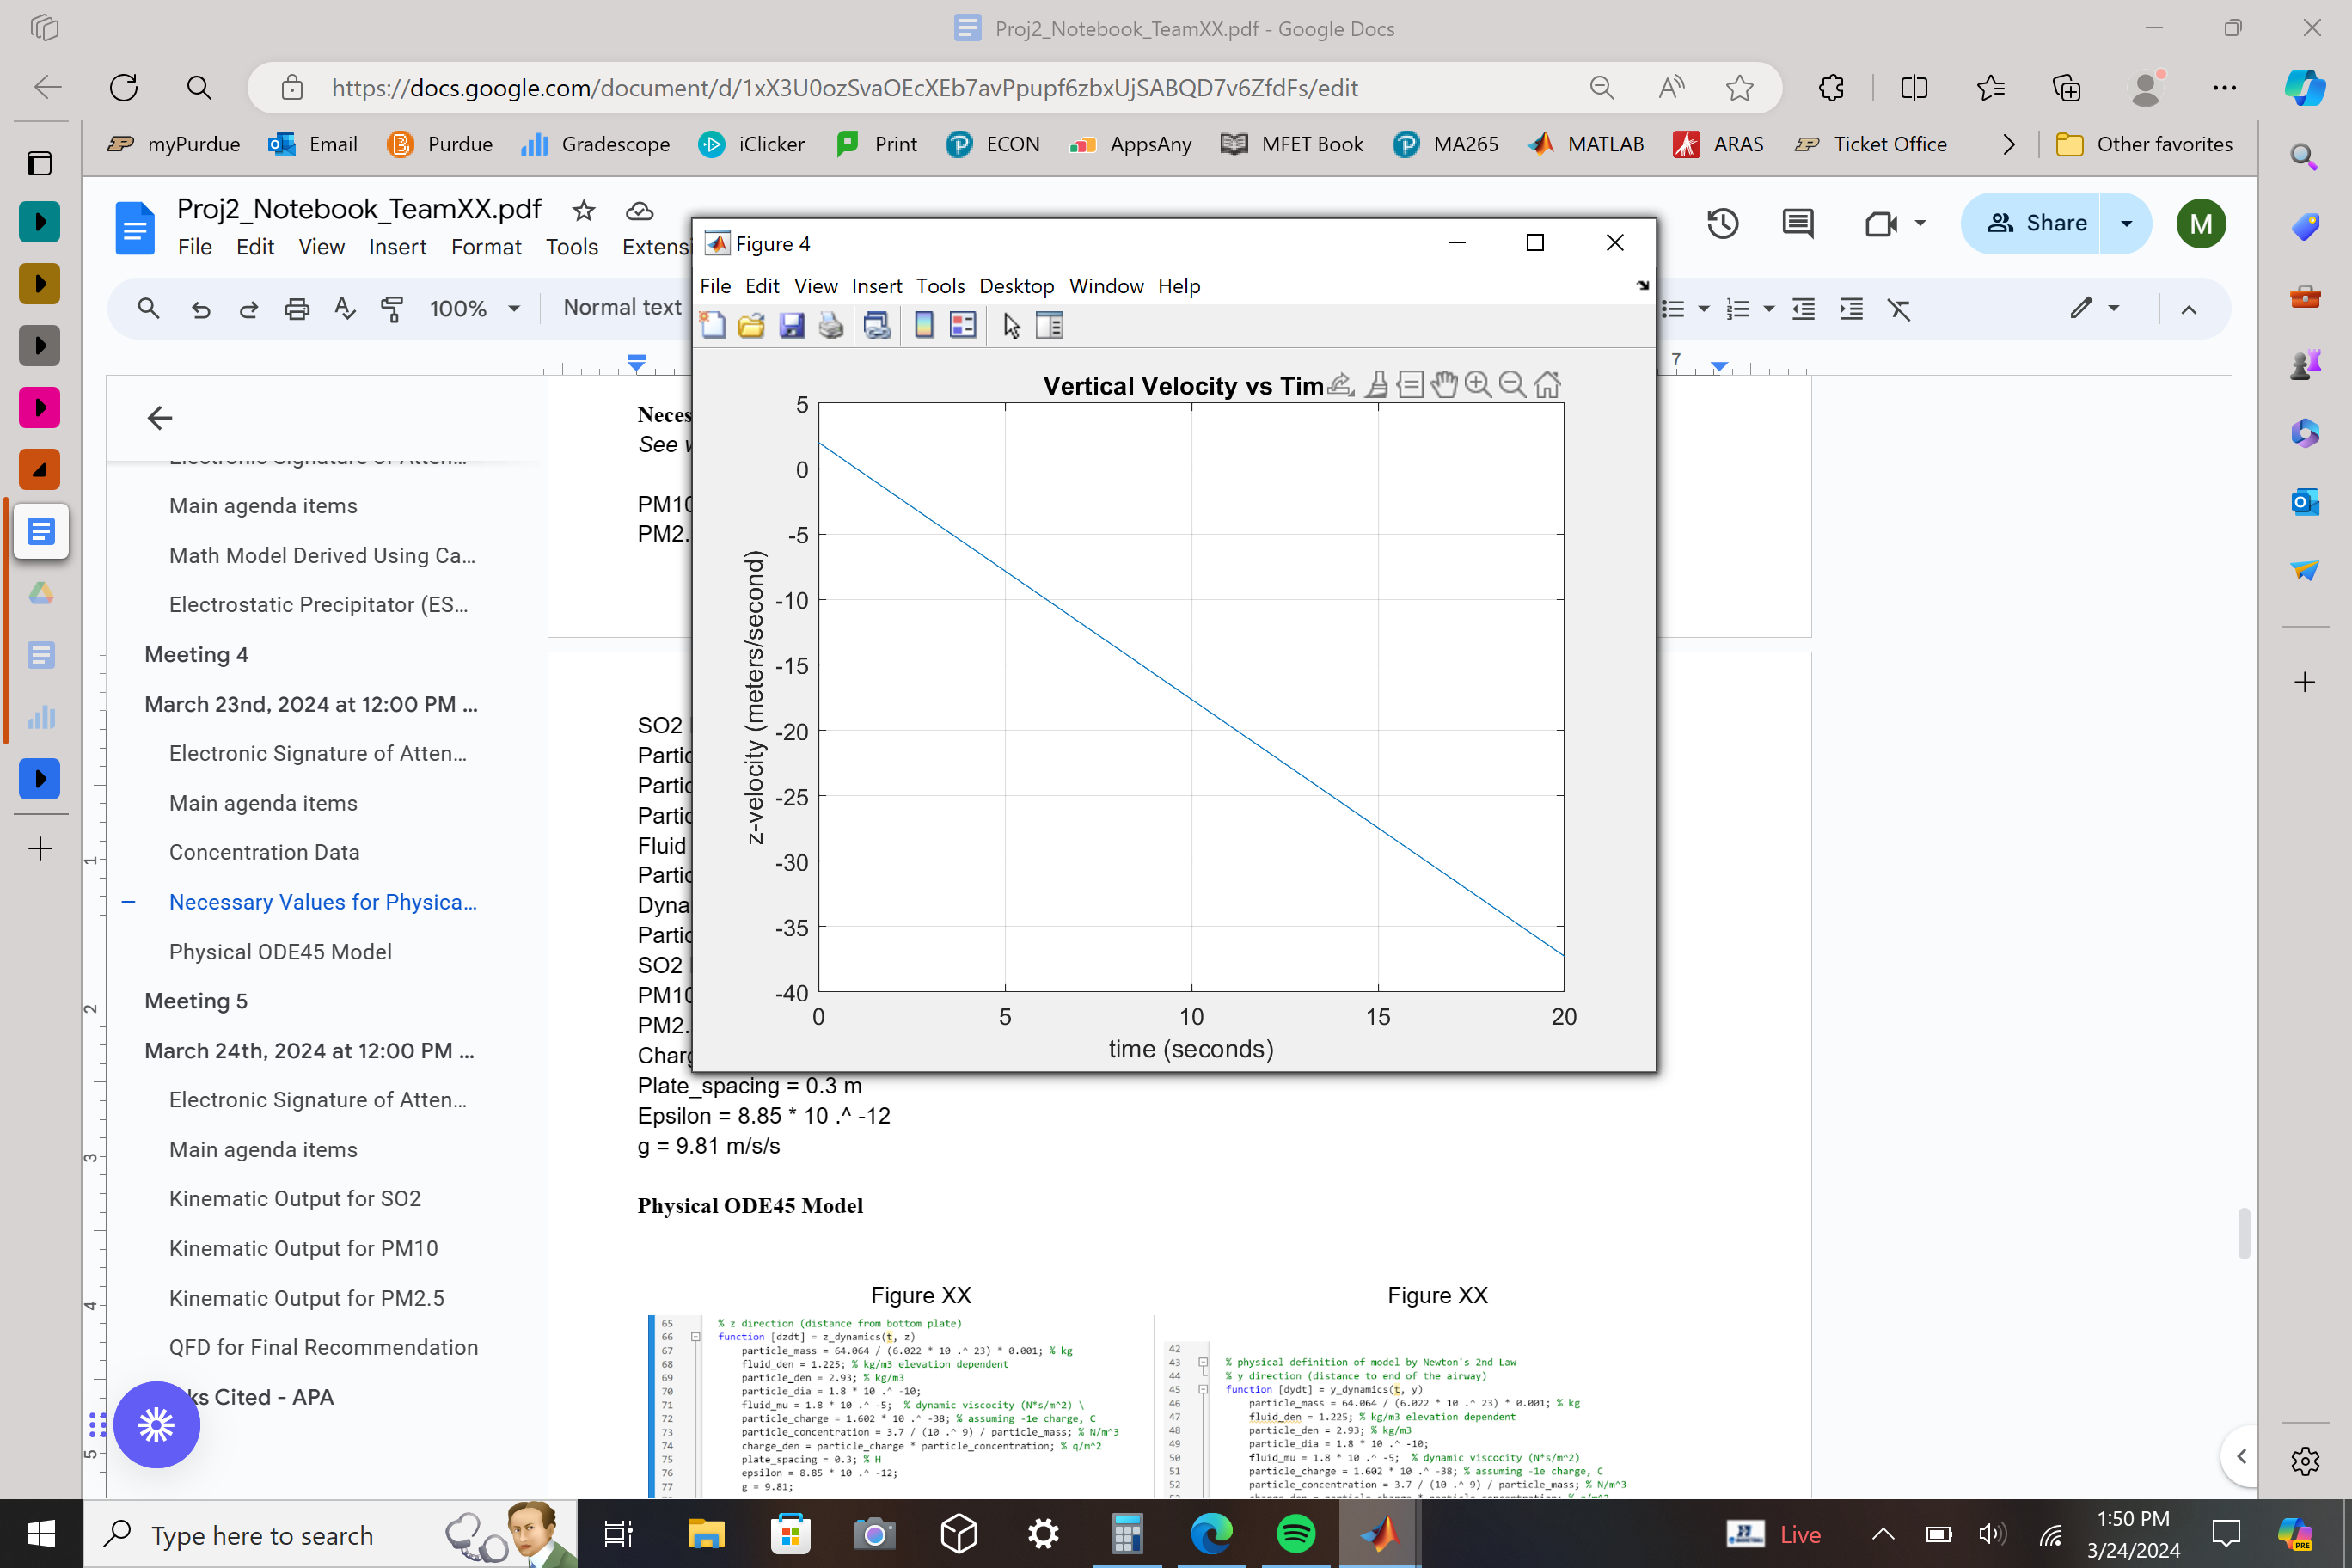 Proj2_Notebook_TeamXX.pdf - Google Docs
https://docs.google.com/document/d/1xX3U0ozSvaOEcXEb7avPpupf6zbxUjSABQD7v6ZfdFs/edit
myPurdue Email Purdue Gradescope iClicker Print ECON AppsAny MFET Book MA265 MATLAB ARAS Ticket Office Other favorites
Proj2_Notebook_TeamXX.pdf
File Edit View Insert Format Tools Extensi
Share
M
100% Normal text
7
Main agenda items
Math Model Derived Using Ca...
Electrostatic Precipitator (ES...
Meeting 4
March 23nd, 2024 at 12:00 PM ...
Electronic Signature of Atten...
Main agenda items
Concentration Data
Necessary Values for Physica...
Physical ODE45 Model
Meeting 5
March 24th, 2024 at 12:00 PM ...
Electronic Signature of Atten...
Main agenda items
Kinematic Output for SO2
Kinematic Output for PM10
Kinematic Output for PM2.5
QFD for Final Recommendation
ks Cited - APA
1
2
3
4
5
Neces
See
PM10
PM2.
SO2
Partic
Partic
Partic
Fluid
Partic
Dyna
Partic
SO2
PM10
PM2.
Charg
Plate_spacing = 0.3 m
Epsilon = 8.85 * 10 .^ -12
g = 9.81 m/s/s
Physical ODE45 Model
Figure XX
65 % z direction (distance from bottom plate)
66 function [dzdt] = z_dynamics(t, z)
67 particle_mass = 64.064 / (6.022 * 10 .^ 23) * 0.001; % kg
68 fluid_den = 1.225; % kg/m3 elevation dependent
69 particle_den = 2.93; % kg/m3
70 particle_dia = 1.8 * 10 .^ -10;
71 fluid_mu = 1.8 * 10 .^ -5; % dynamic viscocity (N*s/m^2) \
72 particle_charge = 1.602 * 10 .^ -38; % assuming -1e charge, C
73 particle_concentration = 3.7 / (10 .^ 9) / particle_mass; % N/m^3
74 charge_den = particle_charge * particle_concentration; % q/m^2
75 plate_spacing = 0.3; % H
76 epsilon = 8.85 * 10 .^ -12;
77 g = 9.81;
Figure XX
42
43 % physical definition of model by Newton's 2nd Law
44 % y direction (distance to end of the airway)
45 function [dydt] = y_dynamics(t, y)
46 particle_mass = 64.064 / (6.022 * 10 .^ 23) * 0.001; % kg
47 fluid_den = 1.225; % kg/m3 elevation dependent
48 particle_den = 2.93; % kg/m3
49 particle_dia = 1.8 * 10 .^ -10;
50 fluid_mu = 1.8 * 10 .^ -5; % dynamic viscocity (N*s/m^2)
51 particle_charge = 1.602 * 10 .^ -38; % assuming -1e charge, C
52 particle_concentration = 3.7 / (10 .^ 9) / particle_mass; % N/m^3
Figure 4
File Edit View Insert Tools Desktop Window Help
Vertical Velocity vs Tim
z-velocity (meters/second)
5
0
-5
-10
-15
-20
-25
-30
-35
-40
0 5 10 15 20
time (seconds)
Type here to search
Live
1:50 PM
3/24/2024
PRE